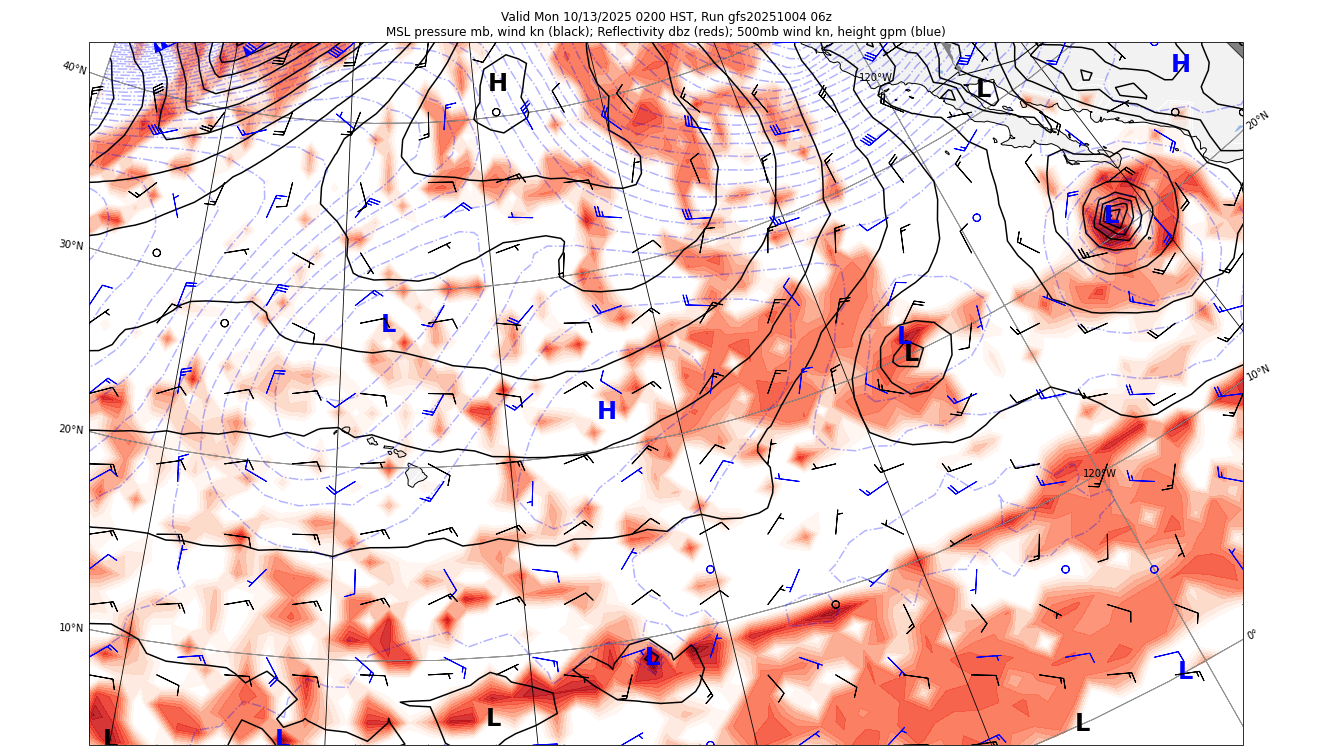 Valid Mon 10/13/2025 0200 HST, Run gfs20251004 06z
MSL pressure mb, wind kn (black); Reflectivity dbz (reds); 500mb wind kn, height gpm (blue)
40°N
H
120°W
L
H
20°N
L
30°N
L
L
L
10°N
H
20°N
120°W
10°N
0°
L
L
L
L
L
L